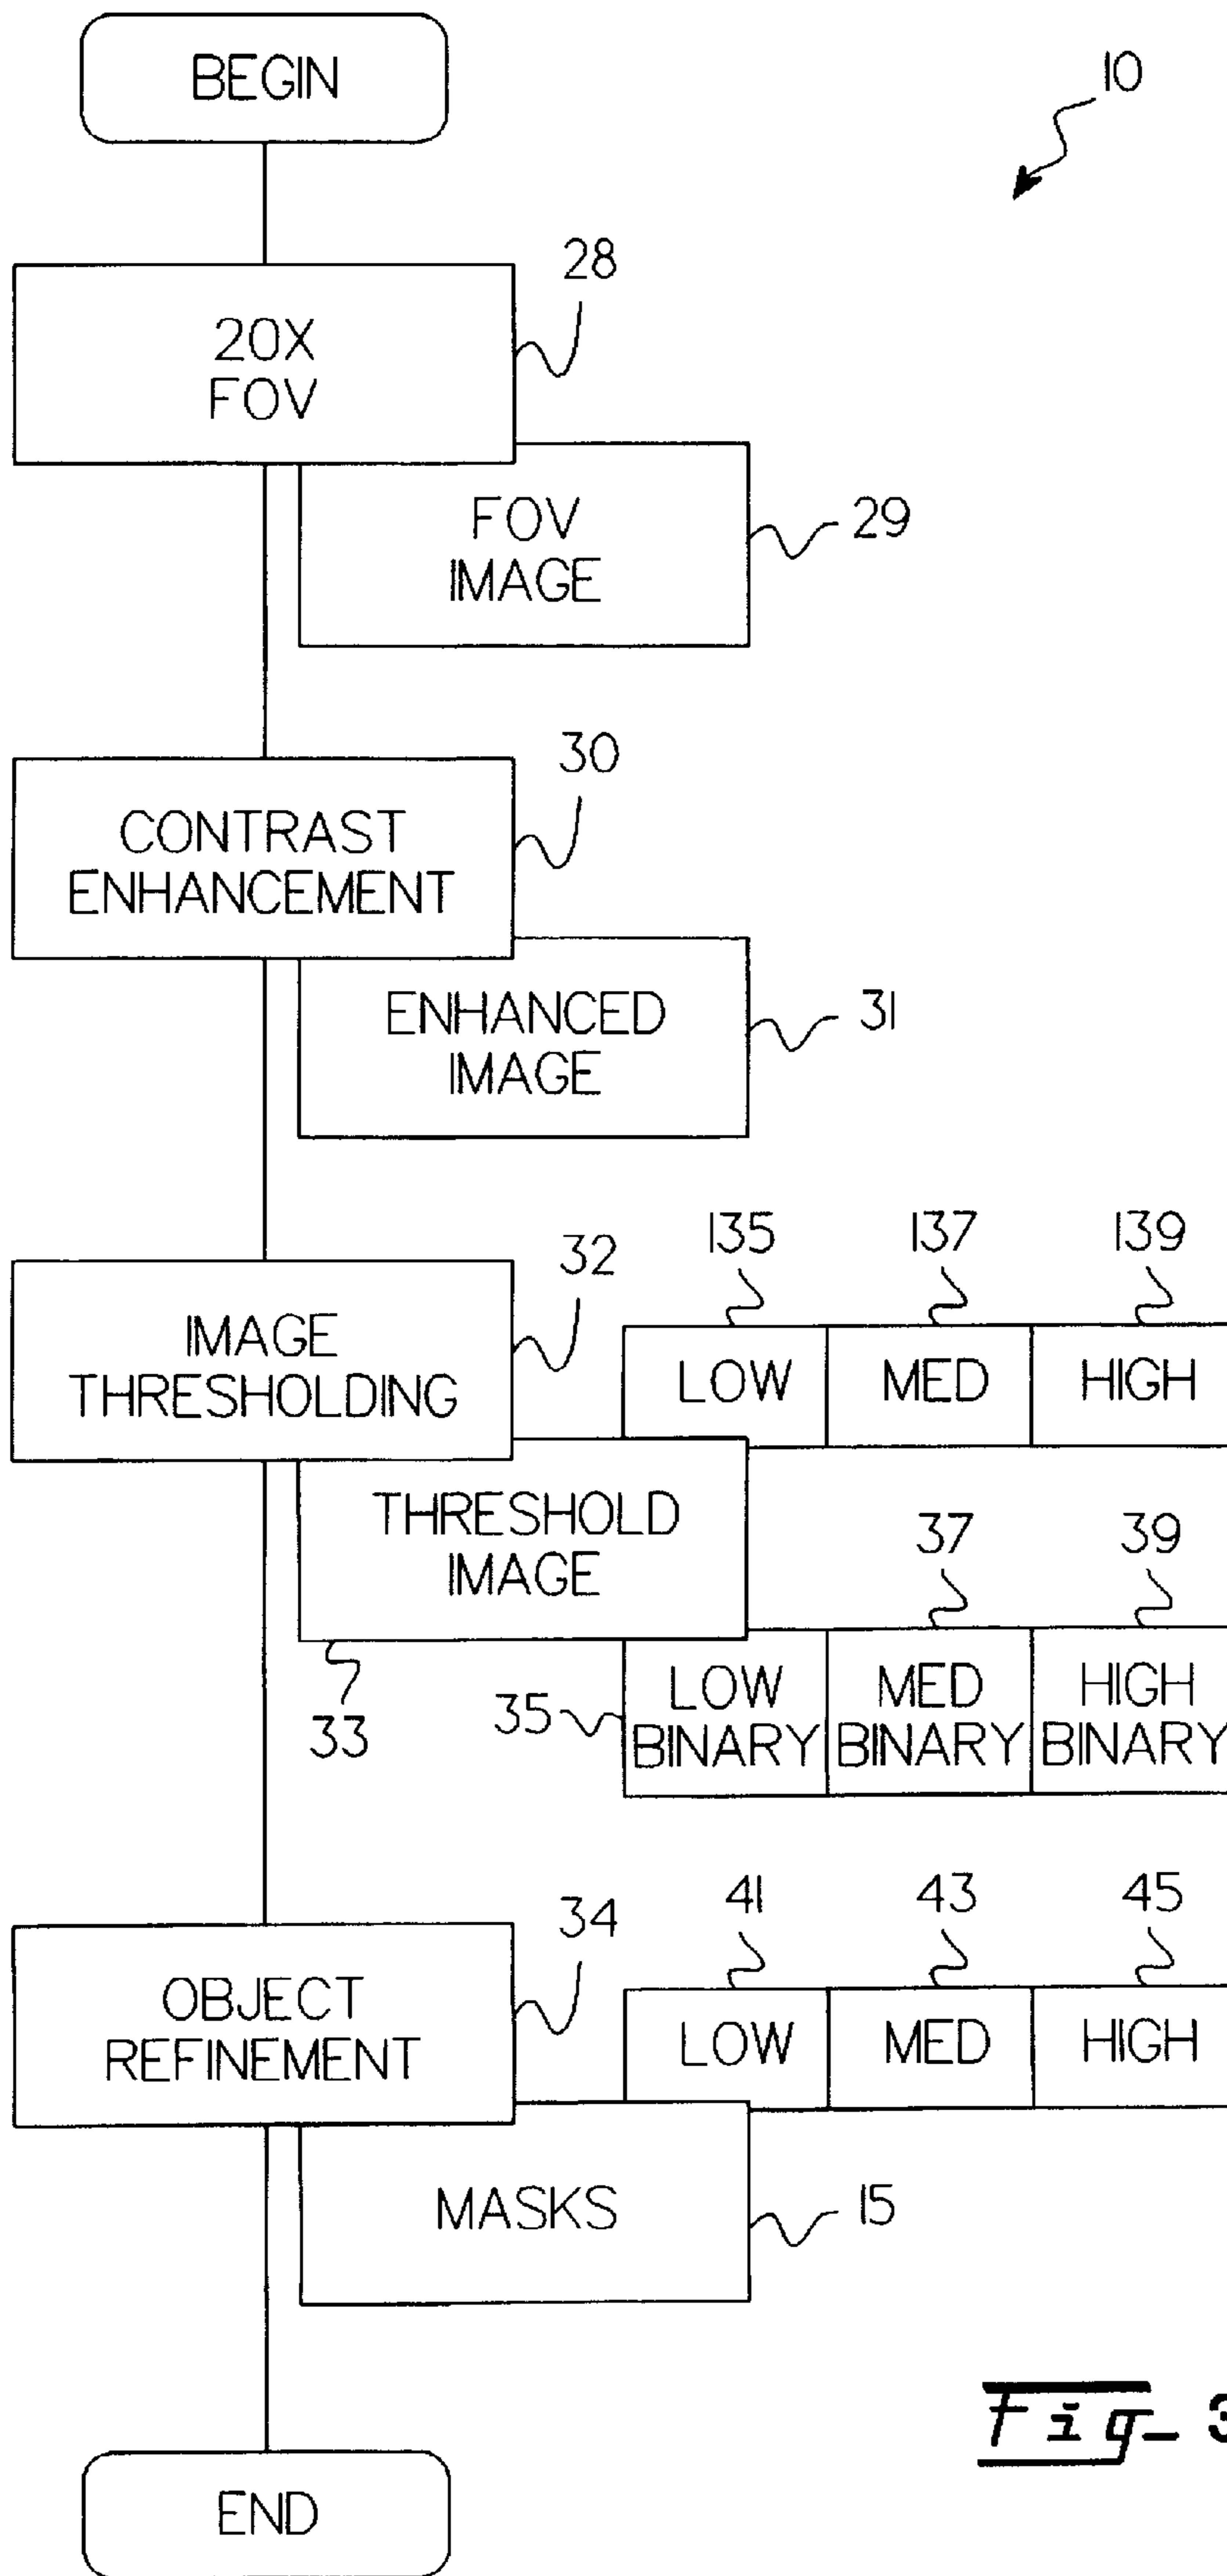 BEGIN
10
28
20X
FOV
FOV
IMAGE
29
30
CONTRAST
ENHANCEMENT
ENHANCED
IMAGE
31
32
135 137 139
IMAGE
THRESHOLDING
LOW MED HIGH
THRESHOLD
IMAGE
37 39
33
35
LOW
BINARY
MED
BINARY
HIGH
BINARY
34
41 43 45
OBJECT
REFINEMENT
LOW MED HIGH
MASKS
15
Fig_ 3
END